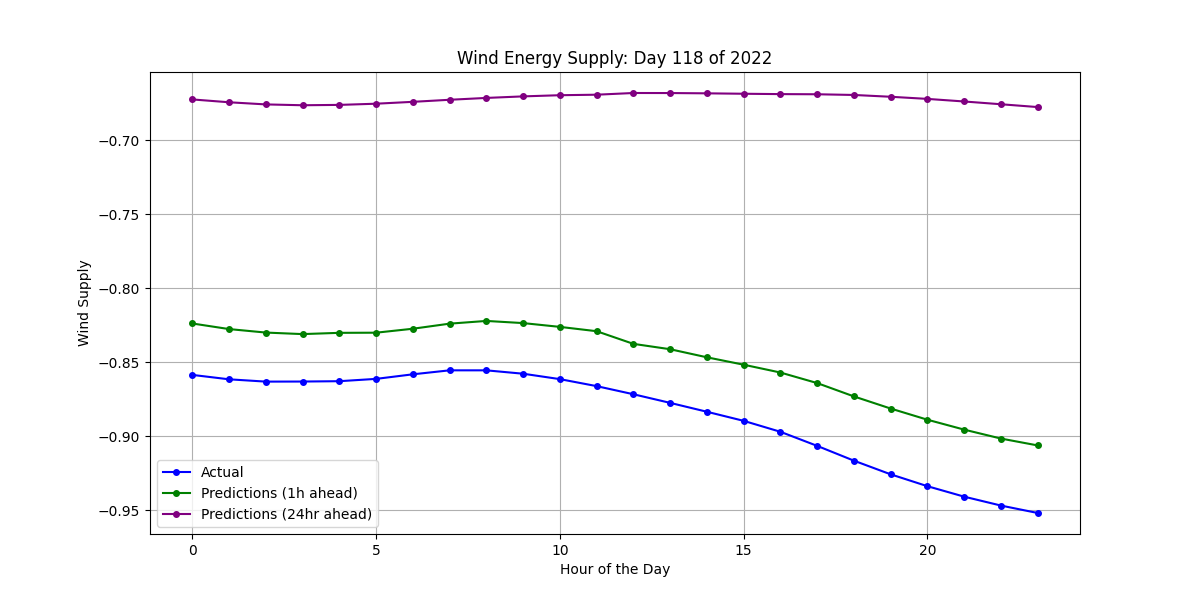 Wind Energy Supply: Day 118 of 2022
Wind Supply
−0.70
−0.75
−0.80
−0.85
−0.90
−0.95
Actual
Predictions (1h ahead)
Predictions (24hr ahead)
0 5 10 15 20
Hour of the Day